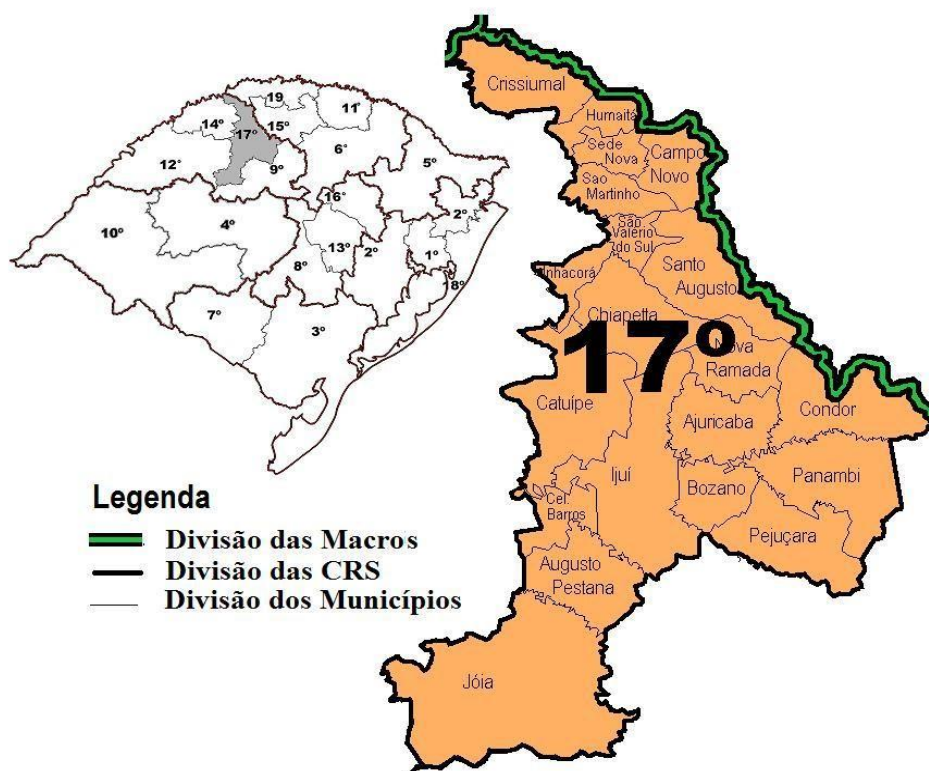 19
11°
14°
17°
15°
6°
5°
12°
9°
16°
2°
10°
4°
13°
2°
1°
8°
18°
7°
3°
Legenda
Divisão das Macros
Divisão das CRS
Divisão dos Municípios
Crissiumal
Humaitá
Sede
Nova
Campo
Novo
Sao
Martinho
São
Valério
do Sul
Santo
Augusto
Inhacorá
Chiapetta
17º
Nova
Ramada
Catuípe
Ajuricaba
Condor
Ijuí
Bozano
Panambi
Cel.
Barros
Pejuçara
Augusto
Pestana
Jóia